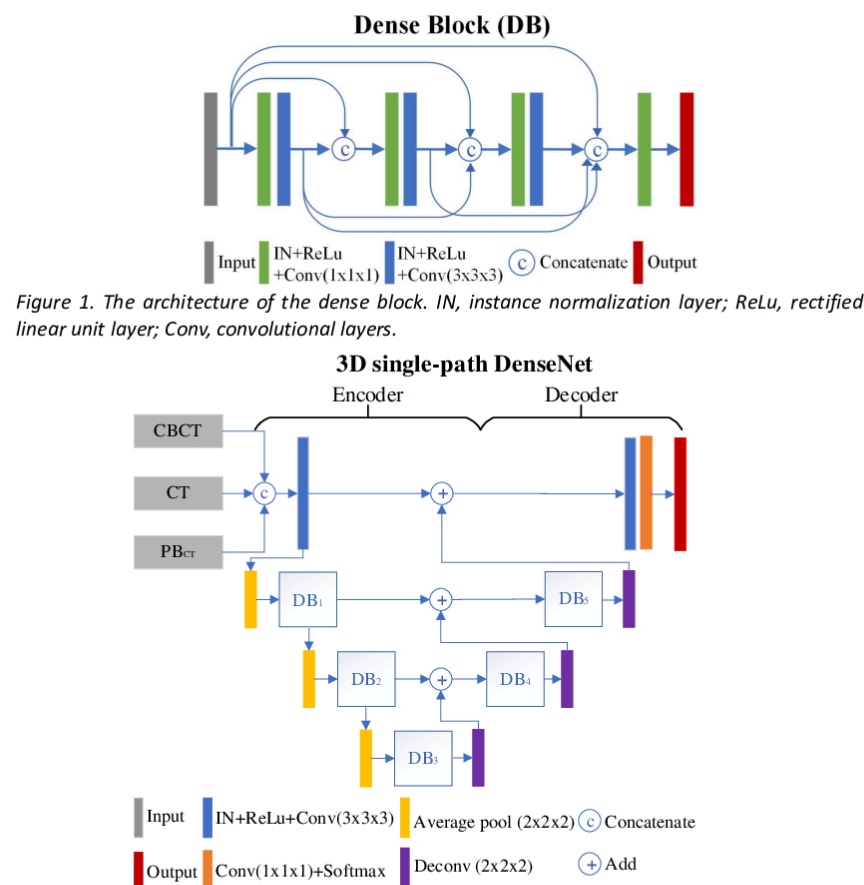 Dense Block (DB)
c c c
Input IN+ReLu +Conv(1x1x1) IN+ReLu +Conv(3x3x3) c Concatenate Output
Figure 1. The architecture of the dense block. IN, instance normalization layer; ReLu, rectified
linear unit layer; Conv, convolutional layers.
3D single-path DenseNet
Encoder Decoder
CBCT
CT c +
PBCT
DB1 + DB5
DB2 + DB4
DB3
Input IN+ReLu+Conv(3x3x3) Average pool (2x2x2) c Concatenate
Output Conv(1x1x1)+Softmax Deconv (2x2x2) + Add